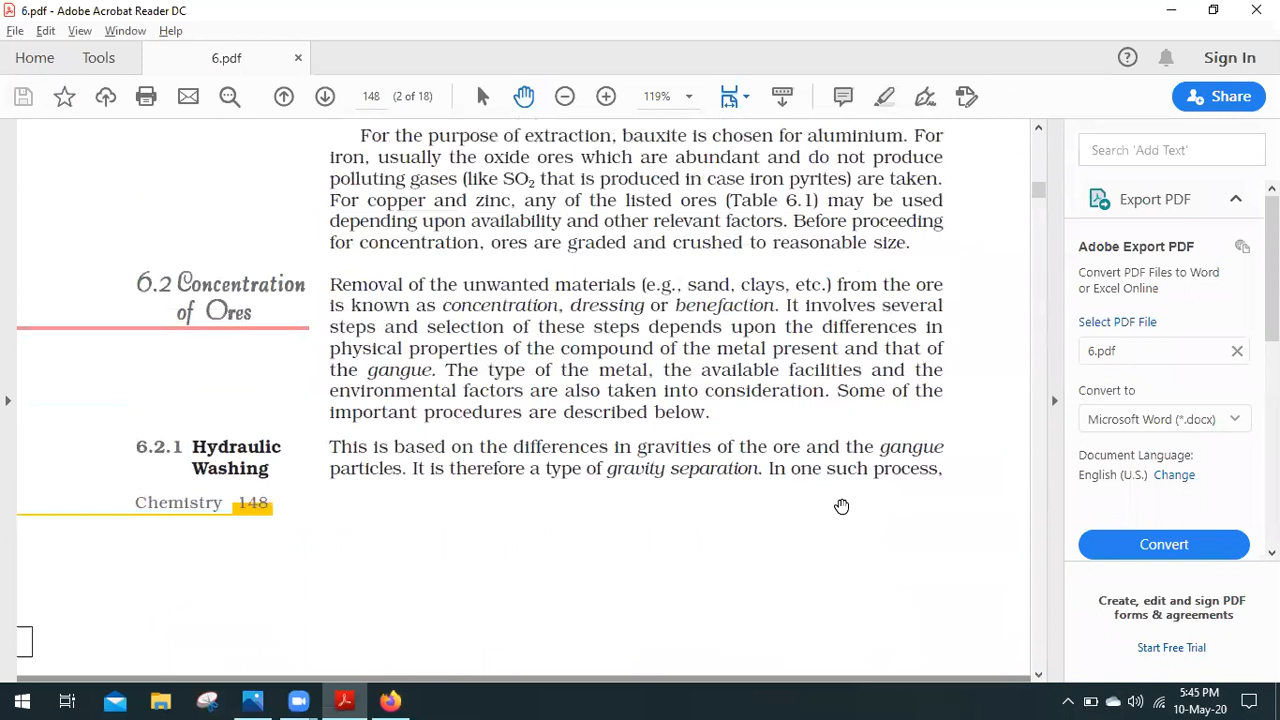 6.pdf - Adobe Acrobat Reader DC
File Edit View Window Help
Home Tools 6.pdf × Sign In
148 (2 of 18) 119% Share
For the purpose of extraction, bauxite is chosen for aluminium. For
iron, usually the oxide ores which are abundant and do not produce
polluting gases (like SO₂ that is produced in case iron pyrites) are taken.
For copper and zinc, any of the listed ores (Table 6.1) may be used
depending upon availability and other relevant factors. Before proceeding
for concentration, ores are graded and crushed to reasonable size.
6.2 Concentration
of Ores
Removal of the unwanted materials (e.g., sand, clays, etc.) from the ore
is known as concentration, dressing or benefaction. It involves several
steps and selection of these steps depends upon the differences in
physical properties of the compound of the metal present and that of
the gangue. The type of the metal, the available facilities and the
environmental factors are also taken into consideration. Some of the
important procedures are described below.
6.2.1 Hydraulic
Washing
This is based on the differences in gravities of the ore and the gangue
particles. It is therefore a type of gravity separation. In one such process,
Chemistry 148
Search 'Add Text'
Export PDF
Adobe Export PDF
Convert PDF Files to Word
or Excel Online
Select PDF File
6.pdf
Convert to
Microsoft Word (*.docx)
Document Language:
English (U.S.) Change
Convert
Create, edit and sign PDF
forms & agreements
Start Free Trial
5:45 PM
10-May-20